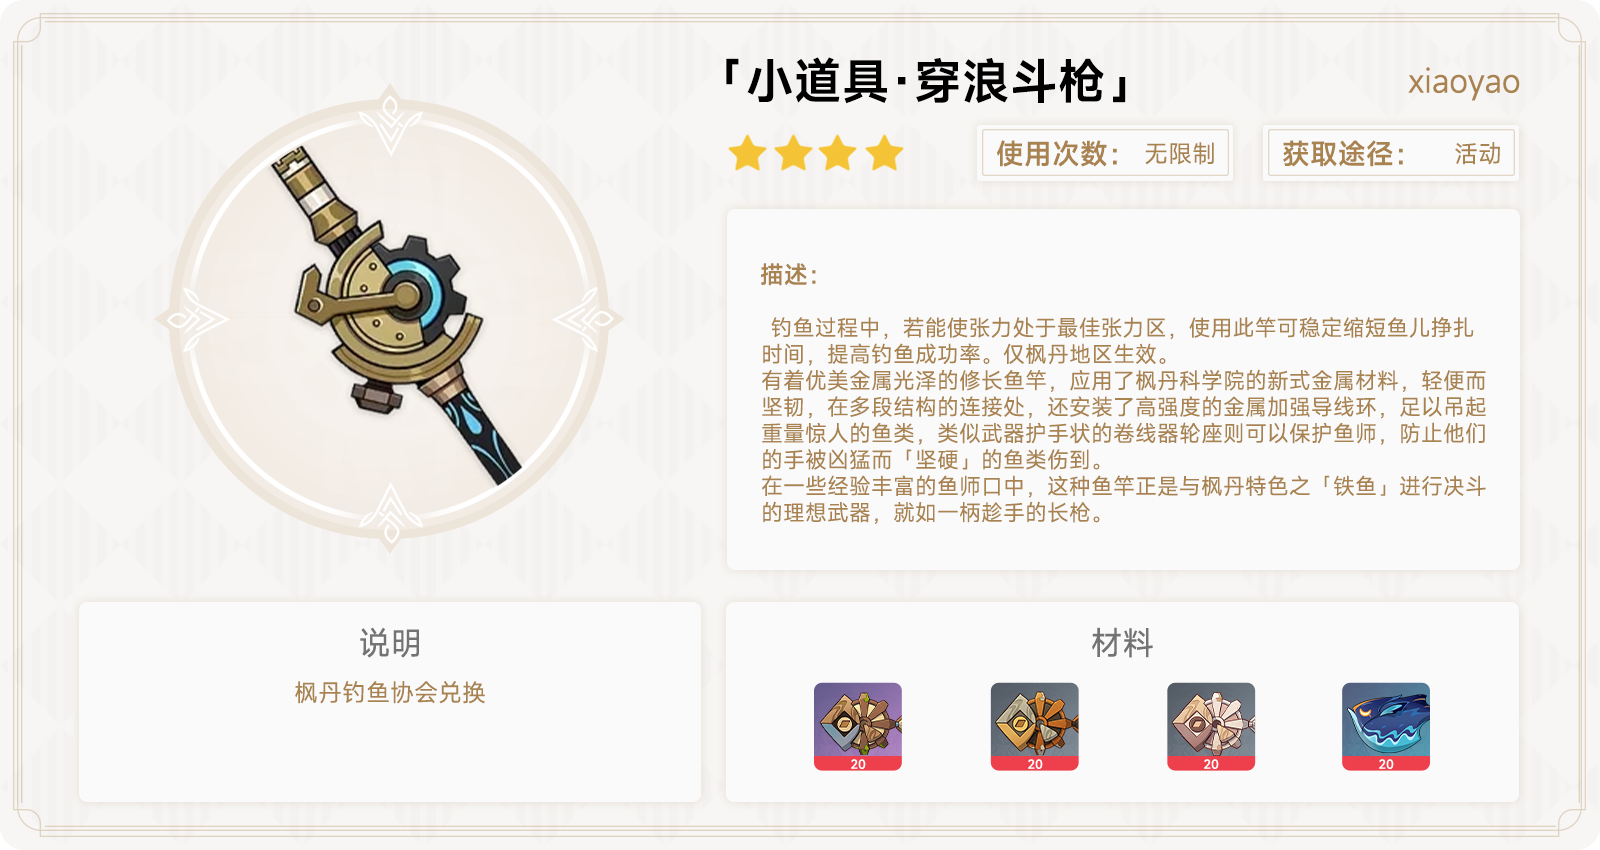 「小道具·穿浪斗枪」
xiaoyao
使用次数： 无限制
获取途径： 活动
描述：
钓鱼过程中，若能使张力处于最佳张力区，使用此竿可稳定缩短鱼儿挣扎
时间，提高钓鱼成功率。仅枫丹地区生效。
有着优美金属光泽的修长鱼竿，应用了枫丹科学院的新式金属材料，轻便而
坚韧，在多段结构的连接处，还安装了高强度的金属加强导线环，足以吊起
重量惊人的鱼类，类似武器护手状的卷线器轮座则可以保护鱼师，防止他们
的手被凶猛而「坚硬」的鱼类伤到。
在一些经验丰富的鱼师口中，这种鱼竿正是与枫丹特色之「铁鱼」进行决斗
的理想武器，就如一柄趁手的长枪。
说明
枫丹钓鱼协会兑换
材料
20
20
20
20